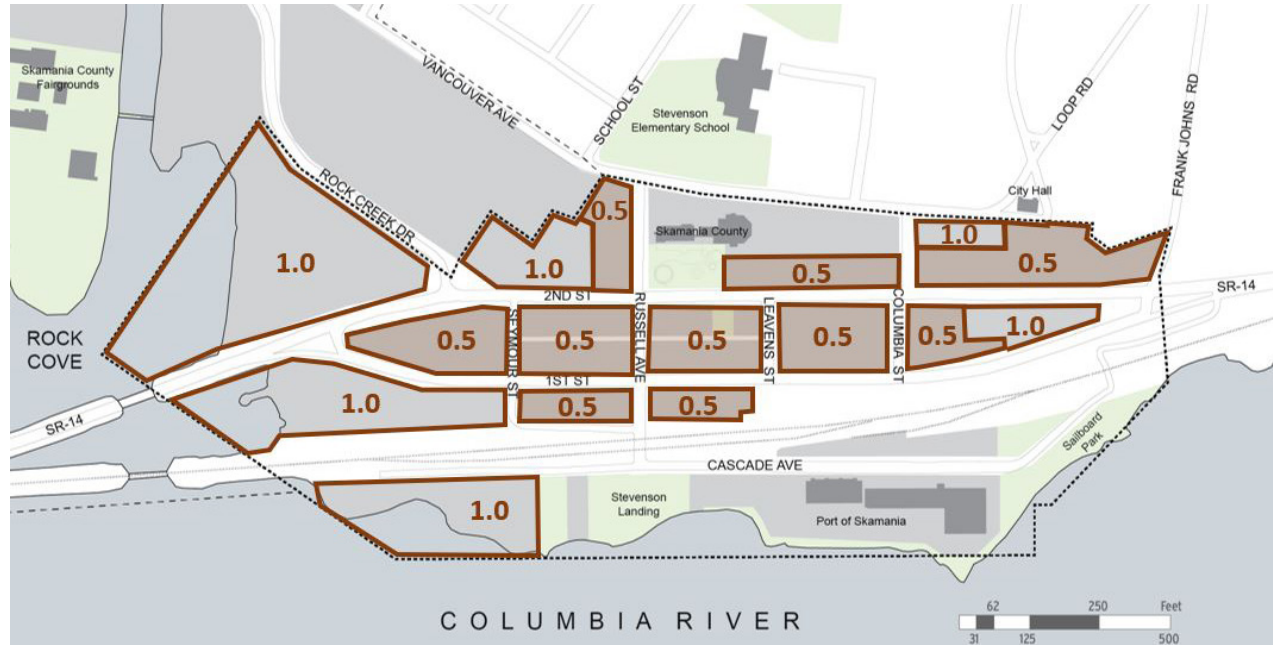 Skamania County
Fairgrounds
VANCOUVER AVE
SCHOOL ST
Stevenson
Elementary School
LOOP RD
FRANK JOHNS RD
City Hall
ROCK CREEK DR
0.5
Skamania County
1.0
1.0
1.0
0.5
0.5
2ND ST
SR-14
ROCK
COVE
SEYMOUR ST
RUSSELL AVE
LEAVENS ST
COLUMBIA ST
0.5
0.5
0.5
0.5
0.5
1.0
1ST ST
1.0
0.5
0.5
SR-14
CASCADE AVE
Sailboard
Park
1.0
Stevenson
Landing
Port of Skamania
COLUMBIA RIVER
62 250 Feet
31 125 500